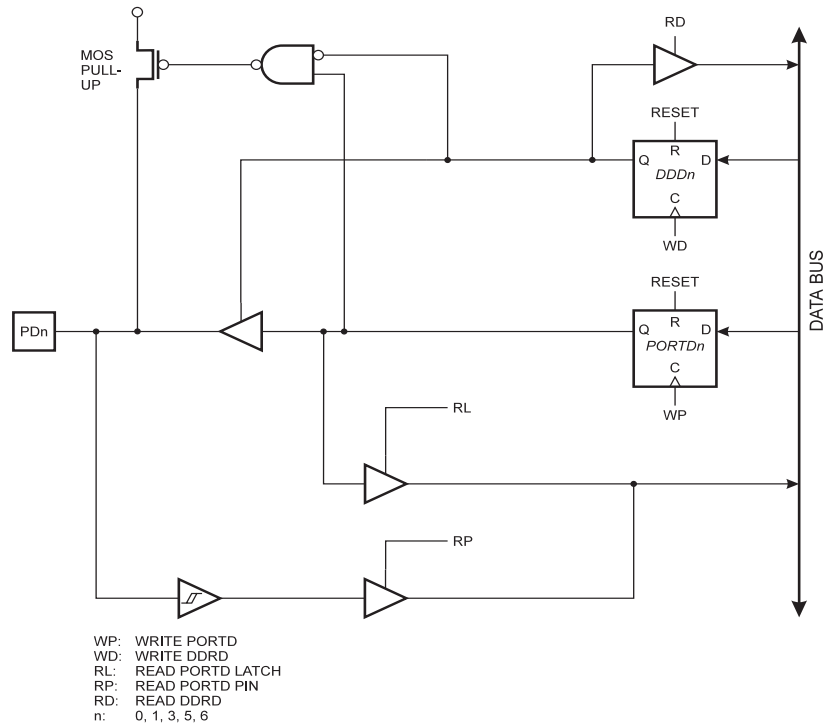 RD
MOS
PULL-
UP
RESET
R
Q
D
DDDn
C
WD
RESET
DATA BUS
PDn
R
Q
D
PORTDn
C
WP
RL
RP
WP: WRITE PORTD
WD: WRITE DDRD
RL: READ PORTD LATCH
RP: READ PORTD PIN
RD: READ DDRD
n: 0, 1, 3, 5, 6